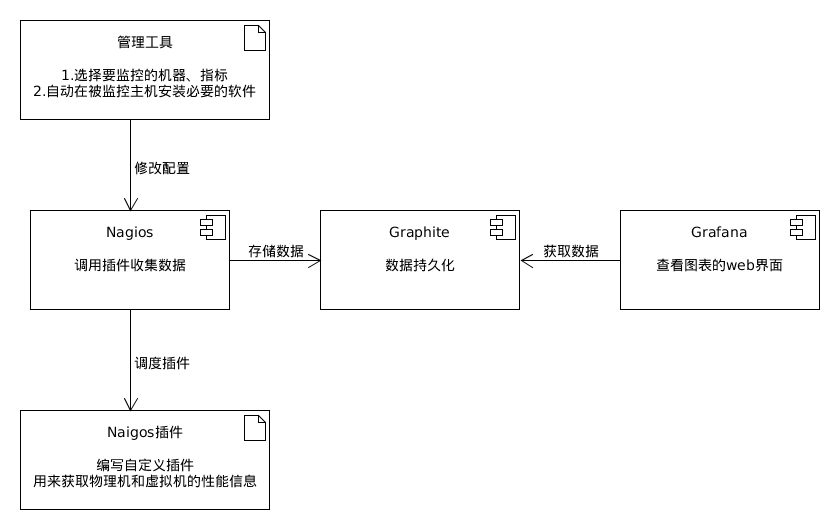 管理工具
1.选择要监控的机器、指标
2.自动在被监控主机安装必要的软件
修改配置
Nagios
调用插件收集数据
存储数据
Graphite
数据持久化
获取数据
Grafana
查看图表的web界面
调度插件
Naigos插件
编写自定义插件
用来获取物理机和虚拟机的性能信息